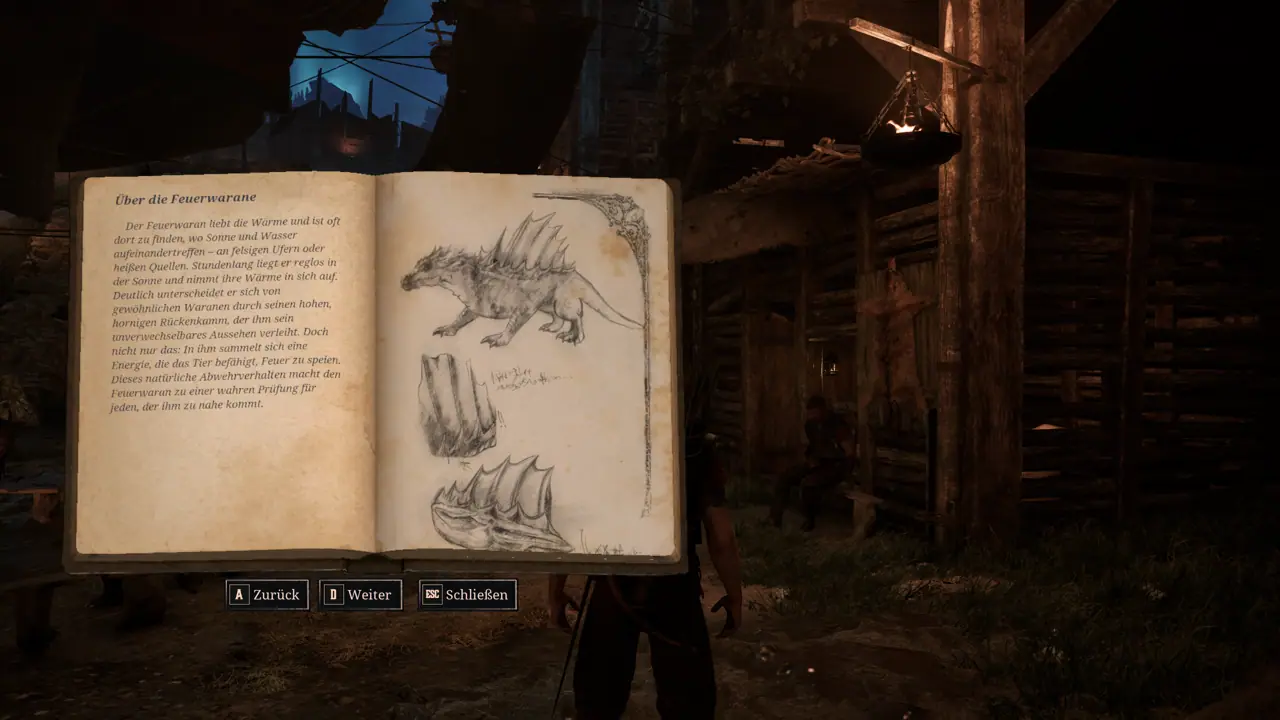 Über die Feuerwarane
Der Feuerwaran liebt die Wärme und ist oft
dort zu finden, wo Sonne und Wasser
aufeinandertreffen – an felsigen Ufern oder
heißen Quellen. Stundenlang liegt er reglos in
der Sonne und nimmt ihre Wärme in sich auf.
Deutlich unterscheidet er sich von
gewöhnlichen Waranen durch seinen hohen,
hornigen Rückenkamm, der ihm sein
unverwechselbares Aussehen verleiht. Doch
nicht nur das: In ihm sammelt sich eine
Energie, die das Tier befähigt, Feuer zu speien.
Dieses natürliche Abwehrverhalten macht den
Feuerwaran zu einer wahren Prüfung für
jeden, der ihm zu nahe kommt.
A Zurück
D Weiter
ESC Schließen